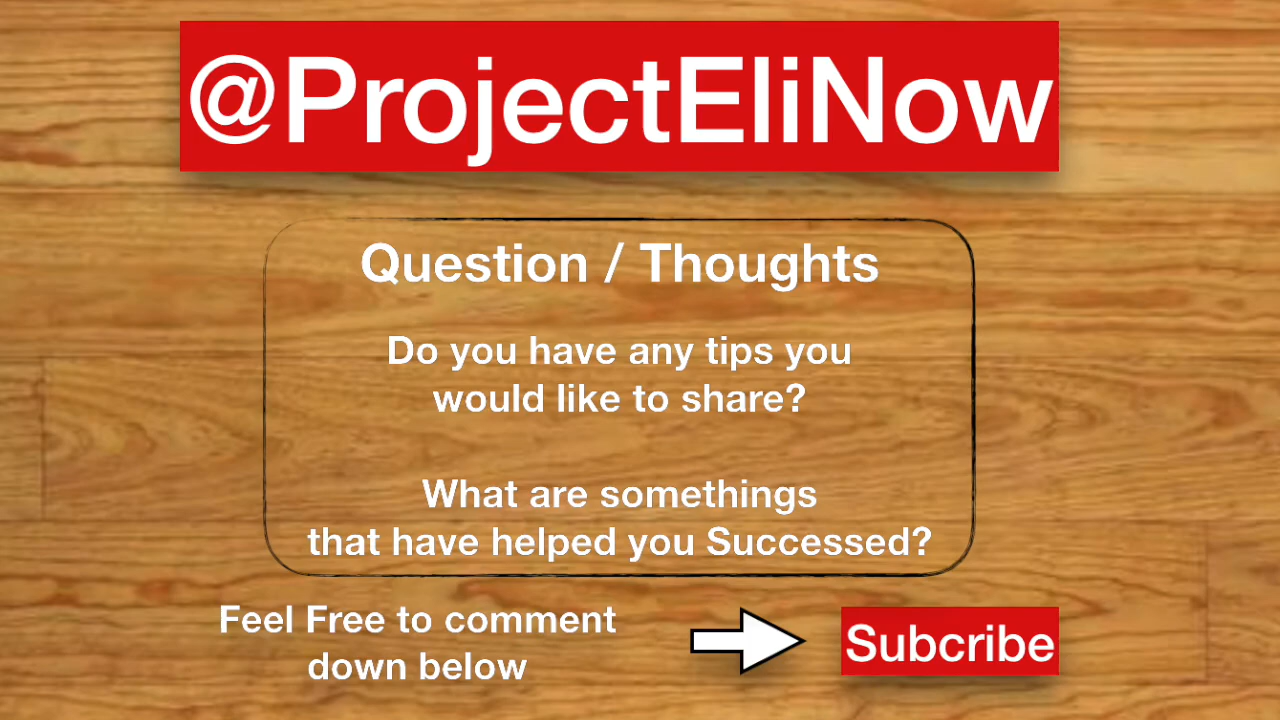 @ProjectEliNow
Question / Thoughts
Do you have any tips you
would like to share?
What are somethings
that have helped you Successed?
Feel Free to comment
down below
Subcribe